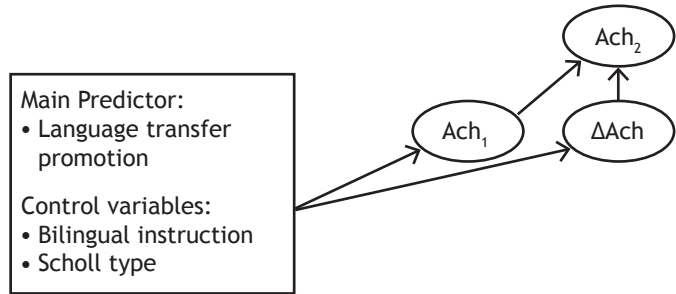 Main Predictor:
• Language transfer
promotion
Control variables:
• Bilingual instruction
• Scholl type
Ach₁
Ach₂
ΔAch